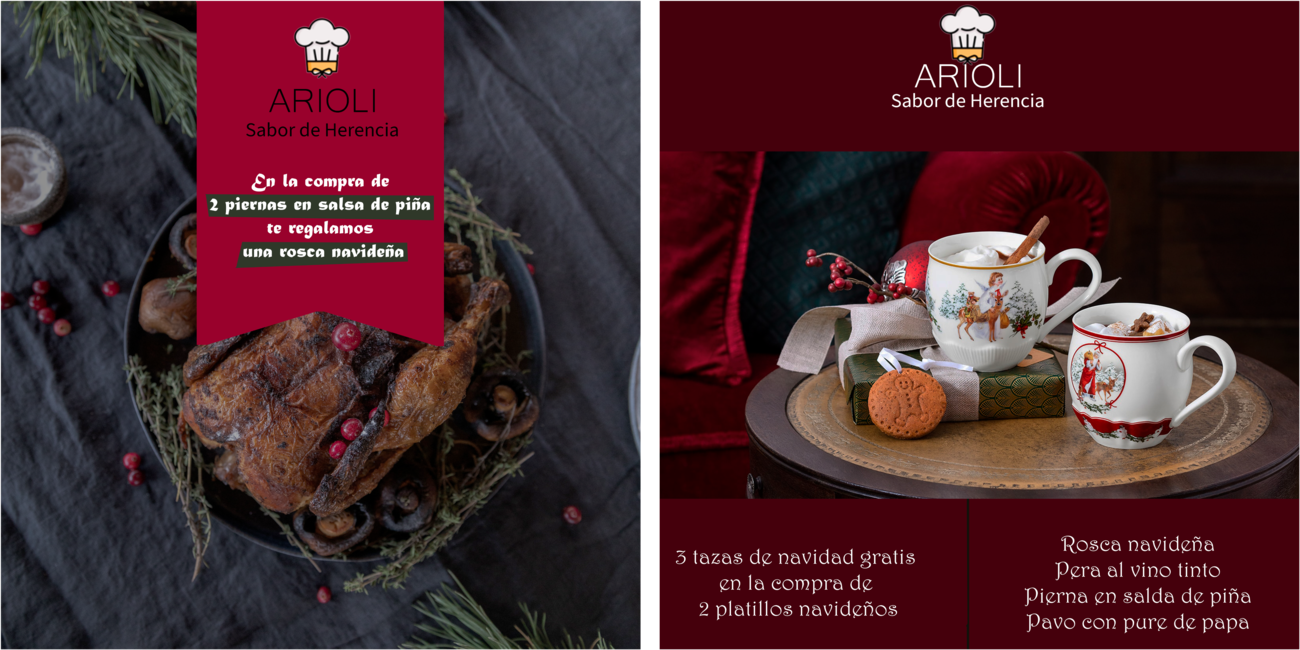 ARIOLI
Sabor de Herencia
En la compra de
2 piernas en salsa de piña
te regalamos
una rosca navideña
ARIOLI
Sabor de Herencia
3 tazas de navidad gratis
en la compra de
2 platillos navideños
Rosca navideña
Pera al vino tinto
Pierna en salda de piña
Pavo con pure de papa